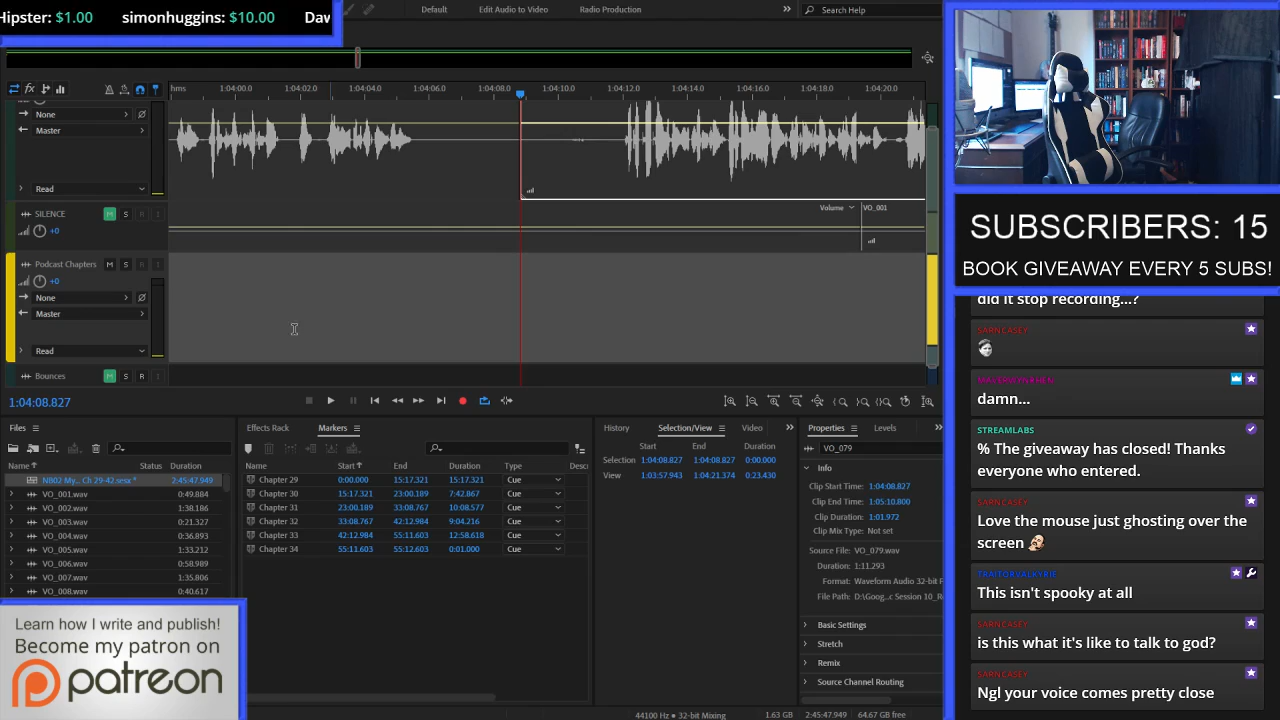 Hipster: $1.00 simonhuggins: $10.00 Dav
Default Edit Audio to Video Radio Production Search Help
hms 1:04:00.0 1:04:02.0 1:04:04.0 1:04:06.0 1:04:10.0 1:04:12.0 1:04:14.0 1:04:16.0 1:04:18.0 1:04:20.0
None
Master
Read
SILENCE M S R I
+0
Volume VO_001
Podcast Chapters M S R I
+0
None
Master
Read
Bounces M S R I
1:04:08.827
Files
Name Status Duration
NB02 My... Ch 29-42.sesx * 2:45:47.949
VO_001.wav 0:49.884
VO_002.wav 1:38.186
VO_003.wav 0:21.327
VO_004.wav 0:36.893
VO_005.wav 1:33.212
VO_006.wav 0:58.989
VO_007.wav 1:35.806
VO_008.wav 0:40.617
Effects Rack Markers
Name Start End Duration Type Descr
Chapter 29 0:00.000 15:17.321 15:17.321 Cue
Chapter 30 15:17.321 23:00.189 7:42.867 Cue
Chapter 31 23:00.189 33:08.767 10:08.577 Cue
Chapter 32 33:08.767 42:12.984 9:04.216 Cue
Chapter 33 42:12.984 55:11.603 12:58.618 Cue
Chapter 34 55:11.603 55:12.603 0:01.000 Cue
History Selection/View Video
Start End Duration
Selection 1:04:08.827 1:04:08.827 0:00.000
View 1:03:57.943 1:04:21.374 0:23.430
Properties Levels
VO_079
Info
Clip Start Time: 1:04:08.827
Clip End Time: 1:05:10.800
Clip Duration: 1:01.972
Clip Mix Type: Not set
Source File: VO_079.wav
Duration: 1:11.293
Format: Waveform Audio 32-bit F
File Path: D:\Goog...c Session 10_Re
Basic Settings
Stretch
Remix
Source Channel Routing
44100 Hz • 32-bit Mixing 1.63 GB 64.67 GB free
Learn how I write and publish!
Become my patron on
patreon
SUBSCRIBERS: 15
BOOK GIVEAWAY EVERY 5 SUBS!
did it stop recording...?
SARNCASEY
damn...
STREAMLABS
% The giveaway has closed! Thanks
everyone who entered.
SARNCASEY
Love the mouse just ghosting over the
screen
TRAITORVALKYRIE
This isn't spooky at all
SARNCASEY
is this what it's like to talk to god?
SARNCASEY
Ngl your voice comes pretty close